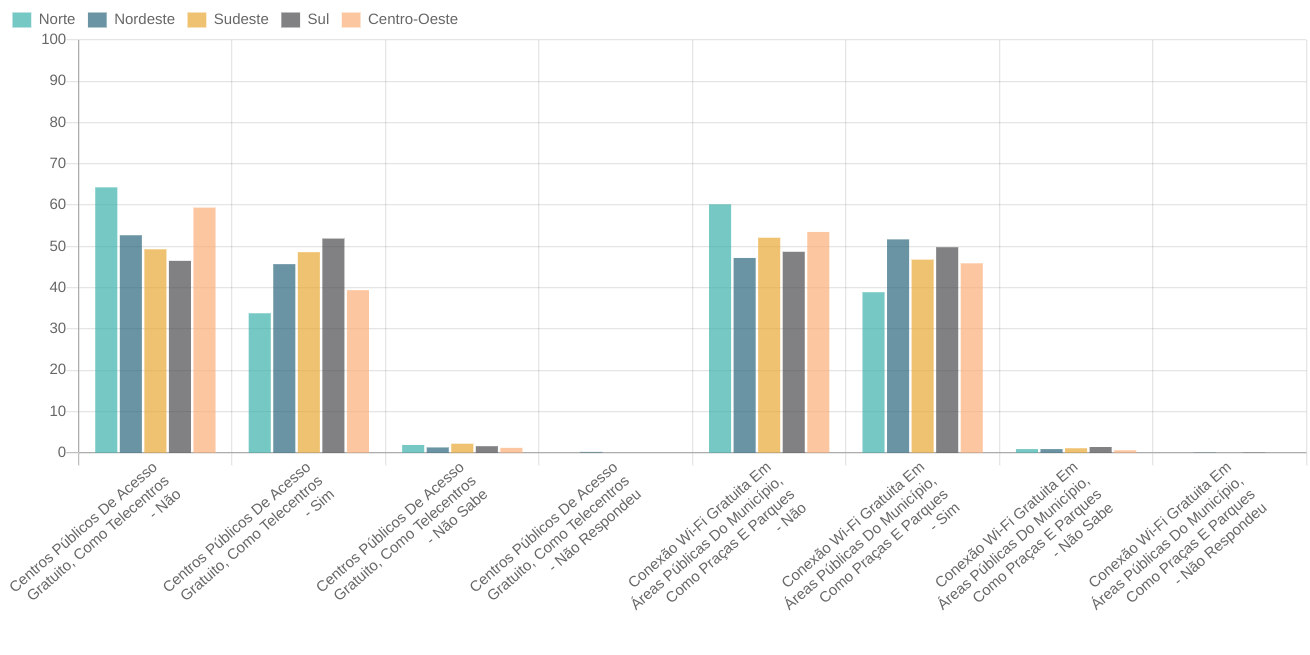 Norte Nordeste Sudeste Sul Centro-Oeste
100
90
80
70
60
50
40
30
20
10
0
Centros Públicos De Acesso
Gratuito, Como Telecentros
- Não
Centros Públicos De Acesso
Gratuito, Como Telecentros
- Sim
Centros Públicos De Acesso
Gratuito, Como Telecentros
- Não Sabe
Centros Públicos De Acesso
Gratuito, Como Telecentros
- Não Respondeu
Conexão Wi-Fi Gratuita Em
Áreas Públicas Do Município,
Como Praças E Parques
- Não
Conexão Wi-Fi Gratuita Em
Áreas Públicas Do Município,
Como Praças E Parques
- Sim
Conexão Wi-Fi Gratuita Em
Áreas Públicas Do Município,
Como Praças E Parques
- Não Sabe
Conexão Wi-Fi Gratuita Em
Áreas Públicas Do Município,
Como Praças E Parques
- Não Respondeu